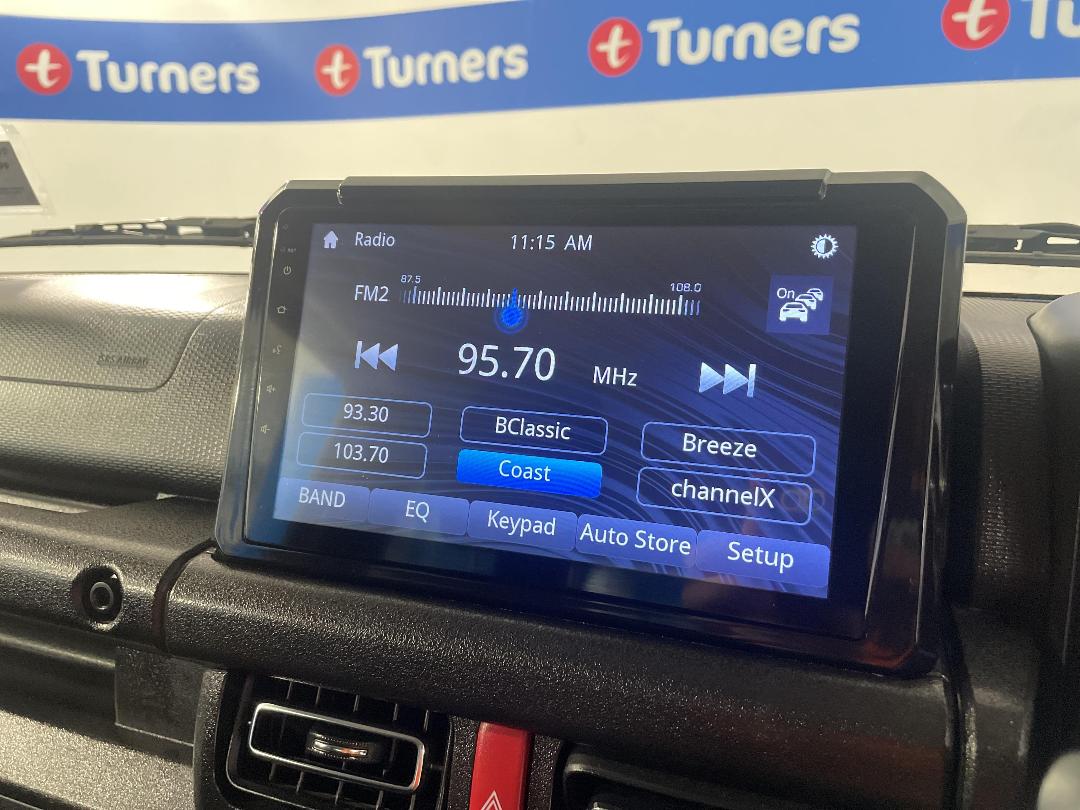 Turners
Turners
Turners
Radio
11:15 AM
87.5
108.0
FM2
On
95.70
MHz
93.30
BClassic
Breeze
103.70
Coast
channelX
BAND
EQ
Keypad
Auto Store
Setup